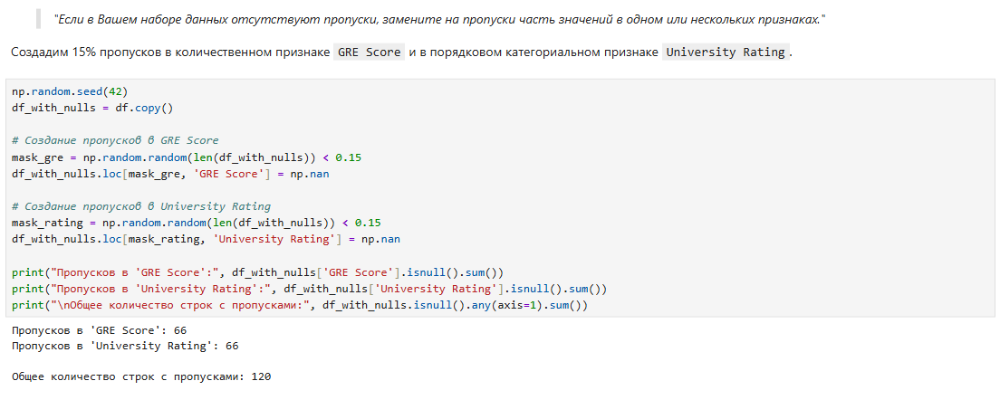 "Если в Вашем наборе данных отсутствуют пропуски, замените на пропуски часть значений в одном или нескольких признаках."
Создадим 15% пропусков в количественном признаке GRE Score и в порядковом категориальном признаке University Rating.
np.random.seed(42)
df_with_nulls = df.copy()
# Создание пропусков в GRE Score
mask_gre = np.random.random(len(df_with_nulls)) < 0.15
df_with_nulls.loc[mask_gre, 'GRE Score'] = np.nan
# Создание пропусков в University Rating
mask_rating = np.random.random(len(df_with_nulls)) < 0.15
df_with_nulls.loc[mask_rating, 'University Rating'] = np.nan
print("Пропусков в 'GRE Score':", df_with_nulls['GRE Score'].isnull().sum())
print("Пропусков в 'University Rating':", df_with_nulls['University Rating'].isnull().sum())
print("\nОбщее количество строк с пропусками:", df_with_nulls.isnull().any(axis=1).sum())
Пропусков в 'GRE Score': 66
Пропусков в 'University Rating': 66
Общее количество строк с пропусками: 120